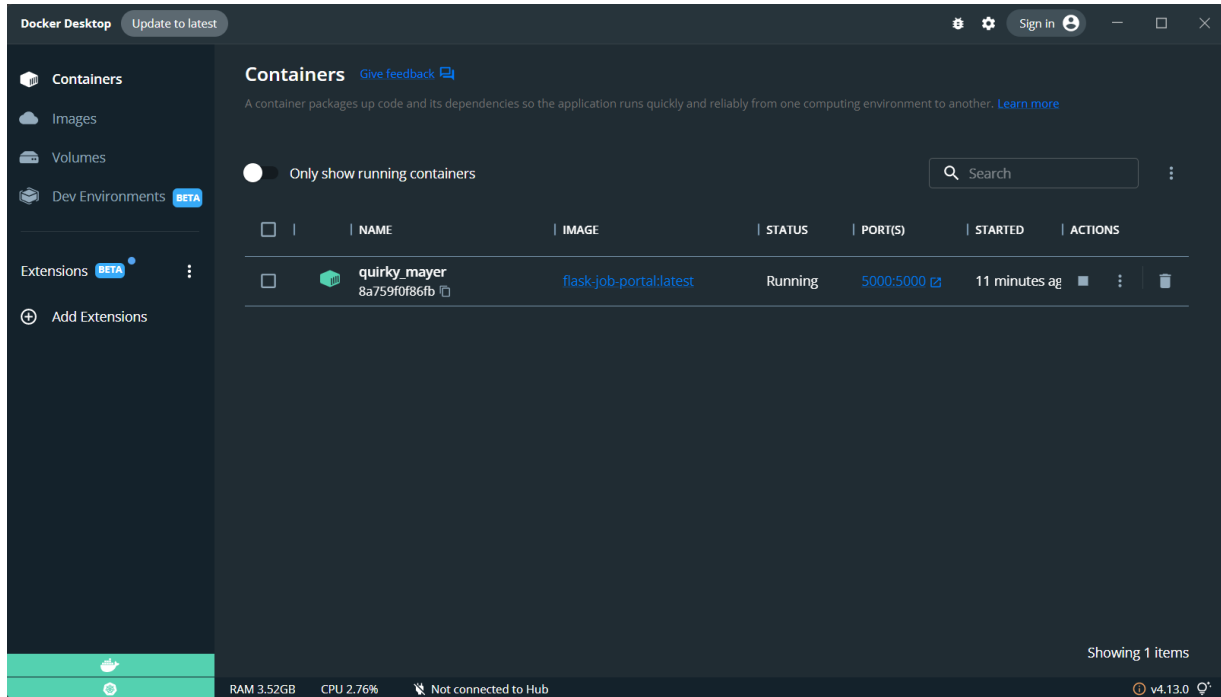 Docker Desktop Update to latest Sign in
Containers
Images
Volumes
Dev Environments BETA
Extensions BETA
Add Extensions
Containers Give feedback
A container packages up code and its dependencies so the application runs quickly and reliably from one computing environment to another. Learn more
Only show running containers Search
NAME IMAGE STATUS PORT(S) STARTED ACTIONS
quirky_mayer flask-job-portal:latest Running 5000:5000 11 minutes ag
8a759f0f86fb
Showing 1 items
RAM 3.52GB CPU 2.76% Not connected to Hub v4.13.0